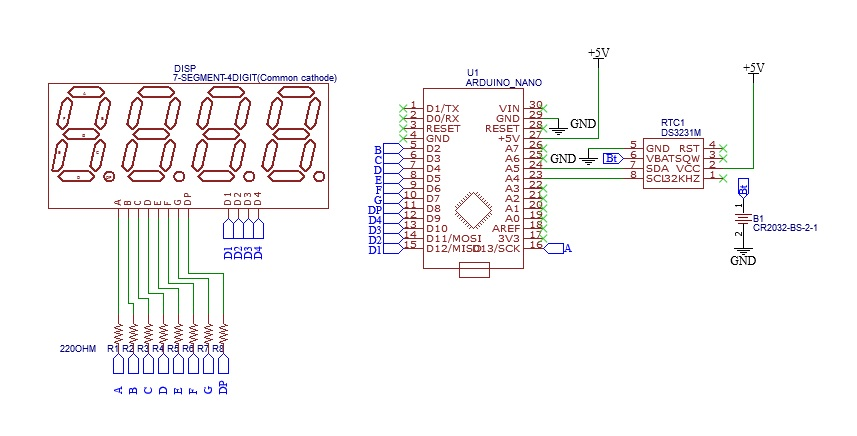 DISP
7-SEGMENT-4DIGIT(Common cathode)
A B C D E F G DP
D1 D2 D3 D4
D1 D2 D3 D4
220OHM R1 R2 R3 R4 R5 R6 R7 R8
A B C D E F G DP
U1
ARDUINO_NANO
1 D1/TX VIN 30
2 D0/RX GND 29
3 RESET RESET 28
4 GND +5V 27
B 5 D2 A7 26
C 6 D3 A6 25
D 7 D4 A5 24
E 8 D5 A4 23
F 9 D6 A3 22
G 10 D7 A2 21
DP 11 D8 A1 20
D4 12 D9 A0 19
D3 13 D10 AREF 18
D2 14 D11/MOSI 3V3 17
D1 15 D12/MISO D13/SCK 16 A
GND
+5V
+5V
RTC1
DS3231M
GND 5 GND RST 4
Bt 6 VBAT SQW 3
7 SDA VCC 2
8 SCL 32KHZ 1
Bt
1
B1
CR2032-BS-2-1
2
GND